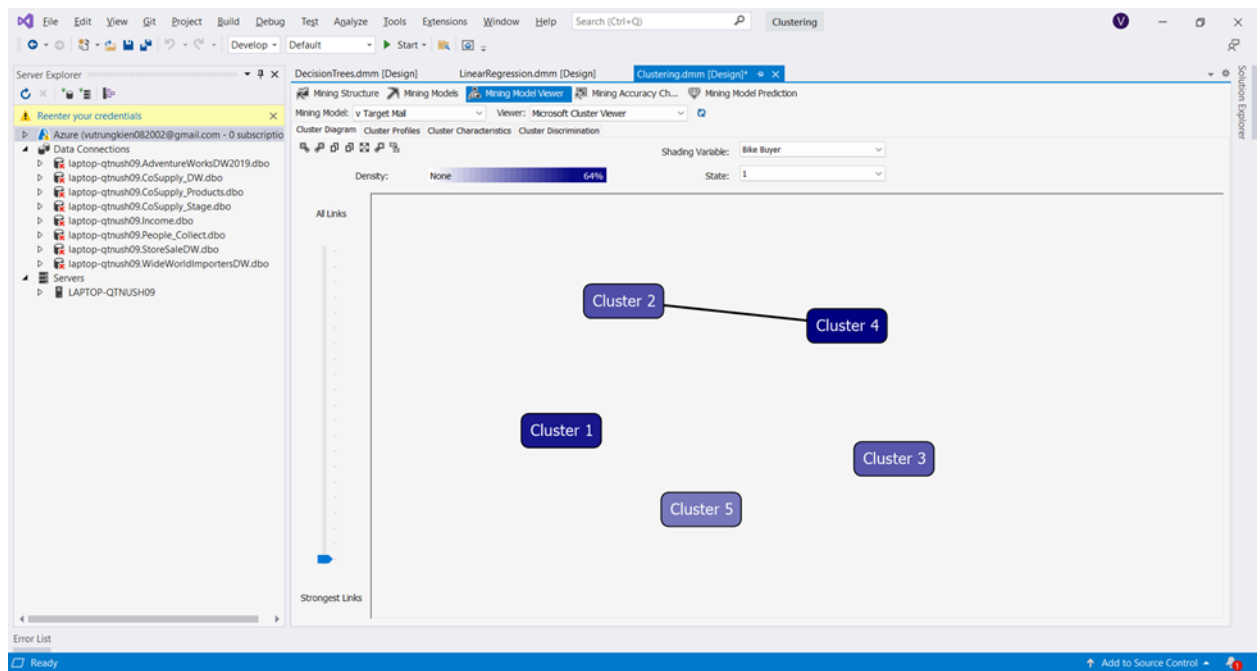 File Edit View Git Project Build Debug Test Analyze Tools Extensions Window Help Search (Ctrl+Q) Clustering V
Develop Default Start
Server Explorer
DecisionTrees.dmm [Design] LinearRegression.dmm [Design] Clustering.dmm [Design]*
Solution Explorer
Mining Structure Mining Models Mining Model Viewer Mining Accuracy Ch... Mining Model Prediction
Reenter your credentials
Mining Model: v Target Mail Viewer: Microsoft Cluster Viewer
Azure (vutrungkien082002@gmail.com - 0 subscriptio
Cluster Diagram Cluster Profiles Cluster Characteristics Cluster Discrimination
Data Connections
laptop-qtnush09.AdventureWorksDW2019.dbo
laptop-qtnush09.CoSupply_DW.dbo
laptop-qtnush09.CoSupply_Products.dbo
laptop-qtnush09.CoSupply_Stage.dbo
laptop-qtnush09.Income.dbo
laptop-qtnush09.People_Collect.dbo
laptop-qtnush09.StoreSaleDW.dbo
laptop-qtnush09.WideWorldImportersDW.dbo
Servers
LAPTOP-QTNUSH09
Shading Variable: Bike Buyer
Density: None 64% State: 1
All Links
Cluster 2
Cluster 4
Cluster 1
Cluster 3
Cluster 5
Strongest Links
Error List
Ready Add to Source Control 1